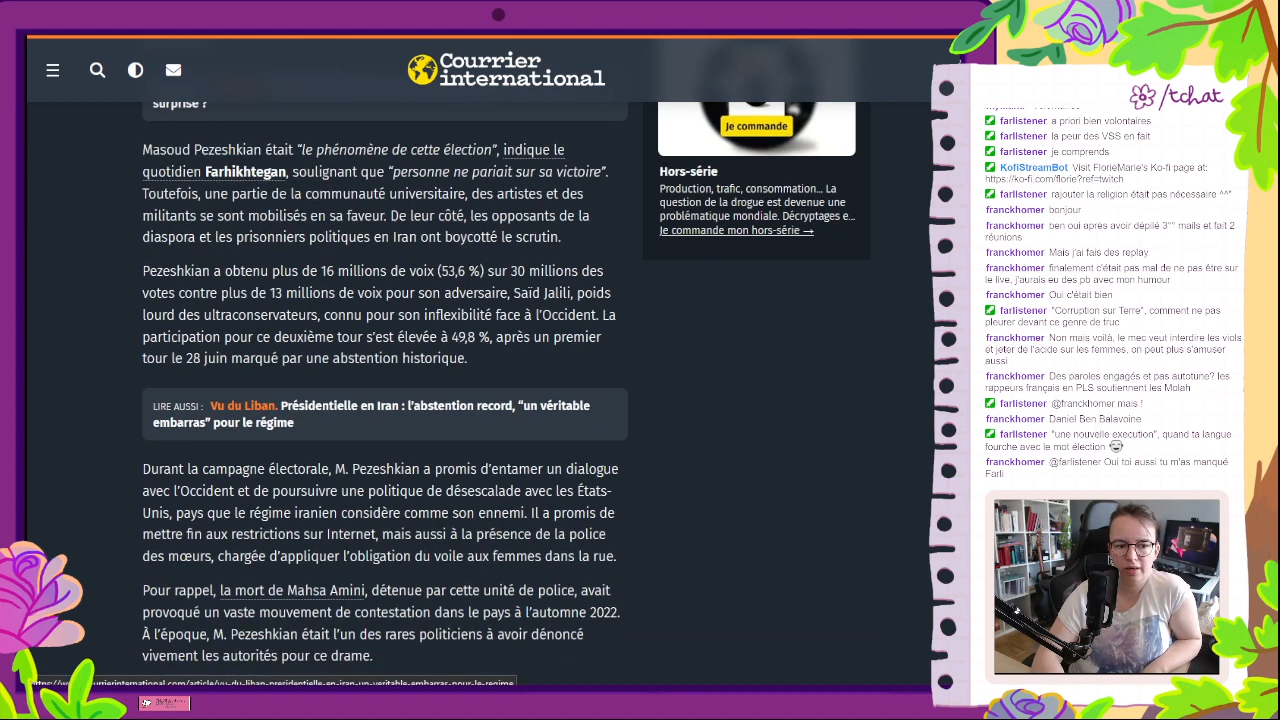 Courrier
international
surprise ?
Masoud Pezeshkian était “le phénomène de cette élection”, indique le
quotidien Farhikhtegan, soulignant que “personne ne pariait sur sa victoire”.
Toutefois, une partie de la communauté universitaire, des artistes et des
militants se sont mobilisés en sa faveur. De leur côté, les opposants de la
diaspora et les prisonniers politiques en Iran ont boycotté le scrutin.
Pezeshkian a obtenu plus de 16 millions de voix (53,6 %) sur 30 millions des
votes contre plus de 13 millions de voix pour son adversaire, Saïd Jalili, poids
lourd des ultraconservateurs, connu pour son inflexibilité face à l’Occident. La
participation pour ce deuxième tour s’est élevée à 49,8 %, après un premier
tour le 28 juin marqué par une abstention historique.
LIRE AUSSI : Vu du Liban. Présidentielle en Iran : l’abstention record, “un véritable
embarras” pour le régime
Durant la campagne électorale, M. Pezeshkian a promis d’entamer un dialogue
avec l’Occident et de poursuivre une politique de désescalade avec les États-
Unis, pays que le régime iranien considère comme son ennemi. Il a promis de
mettre fin aux restrictions sur Internet, mais aussi à la présence de la police
des mœurs, chargée d’appliquer l’obligation du voile aux femmes dans la rue.
Pour rappel, la mort de Mahsa Amini, détenue par cette unité de police, avait
provoqué un vaste mouvement de contestation dans le pays à l’automne 2022.
À l’époque, M. Pezeshkian était l’un des rares politiciens à avoir dénoncé
vivement les autorités pour ce drame.
Je commande
Hors-série
Production, trafic, consommation... La
question de la drogue est devenue une
problématique mondiale. Décryptages e...
Je commande mon hors-série →
/tchat
farlistener a priori bien volontaires
farlistener la peur des VSS en fait
farlistener je comprends
KofiStreamBot Visit FlorieMarie's Ko-fi page at:
https://ko-fi.com/florie?ref=twitch
farlistener rajouter la religion était pas nécessaire ^^"
franckhomer bonjour
franckhomer ben oui après avoir dépilé 3"" mails et fait 2
réunions
franckhomer Mais j'ai fais des replay
franckhomer finalement c'était pas mal de ne pas être sur
le live, j'aurais eu des pb avec mon humour
franckhomer Oui c'était bien
farlistener "Corruption sur Terre", comment ne pas
pleurer devant ce genre de truc
franckhomer Non mais voilà, le mec veut interdire les viols
et jeter de l'acide sur les femmes, on peut plus s'amuser
aussi
franckhomer Des paroles engagés et pas autotune? les
rappeurs français en PLS soutiennent les Molah
farlistener @franckhomer mais !
franckhomer Daniel Ben Balavoine
farlistener "une nouvelle execution", quand ta langue
fourche avec le mot élection
franckhomer @farlistener Oui toi aussi tu m'as manqué
Farli